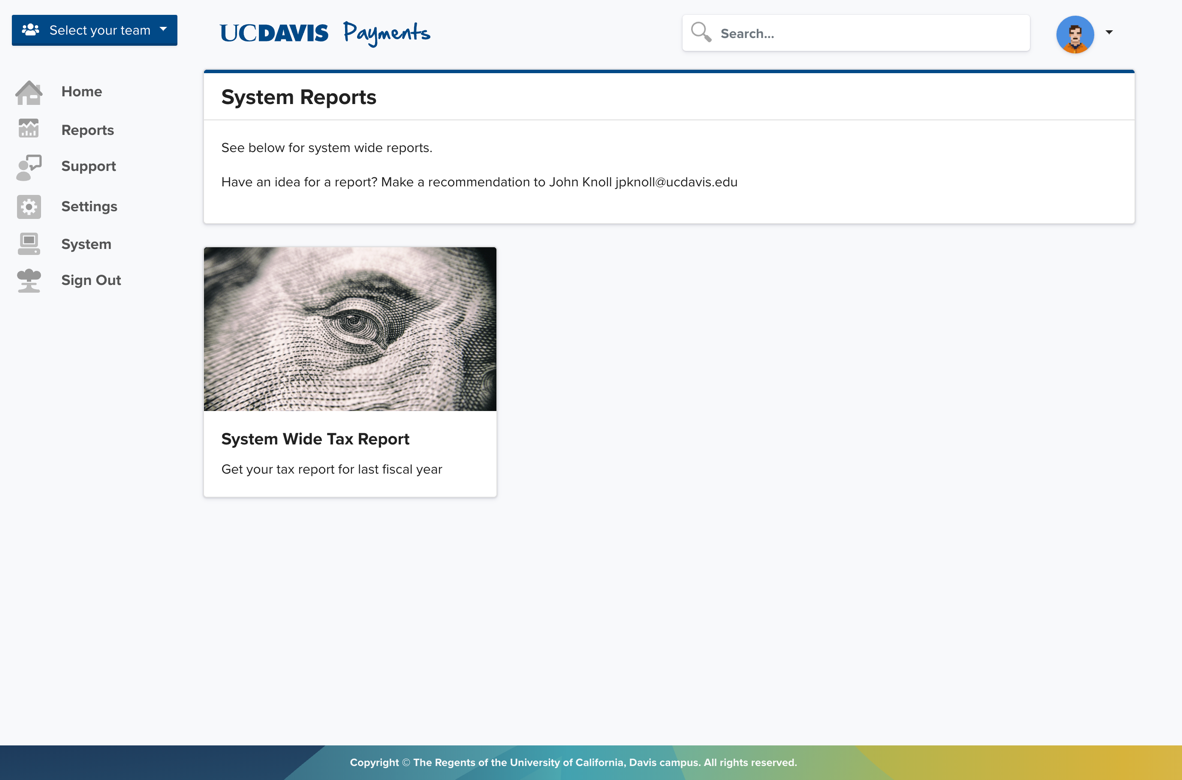 Select your team
UCDAVIS Payments
Search...
Home
Reports
Support
Settings
System
Sign Out
System Reports
See below for system wide reports.
Have an idea for a report? Make a recommendation to John Knoll jpknoll@ucdavis.edu
System Wide Tax Report
Get your tax report for last fiscal year
Copyright © The Regents of the University of California, Davis campus. All rights reserved.